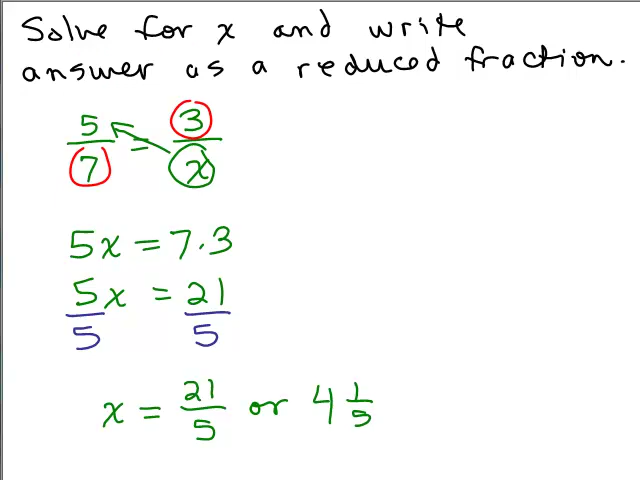 Solve for x and write
answer as a reduced fraction.
5/7 = 3/x
5x = 7.3
5x/5 = 21/5
x = 21/5 or 4 1/5